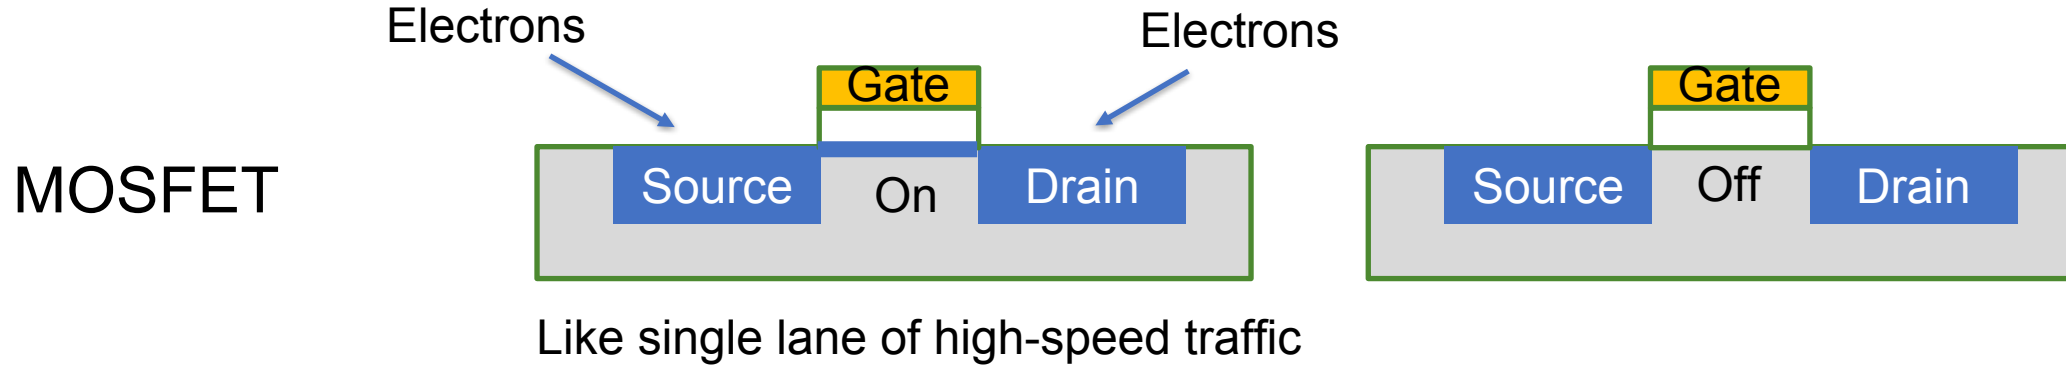 Electrons
Electrons
Gate
Gate
MOSFET
Source
On
Drain
Source
Off
Drain
Like single lane of high-speed traffic